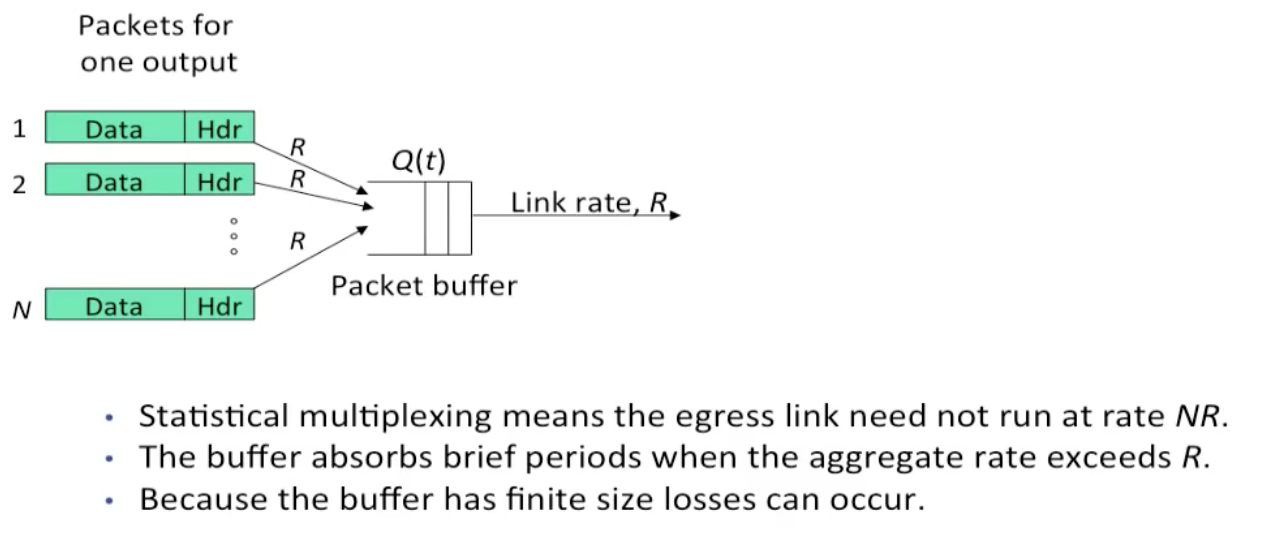 Packets for
one output
1 Data Hdr R
2 Data Hdr R
Q(t)
Link rate, R
R
Packet buffer
N Data Hdr
• Statistical multiplexing means the egress link need not run at rate NR.
• The buffer absorbs brief periods when the aggregate rate exceeds R.
• Because the buffer has finite size losses can occur.